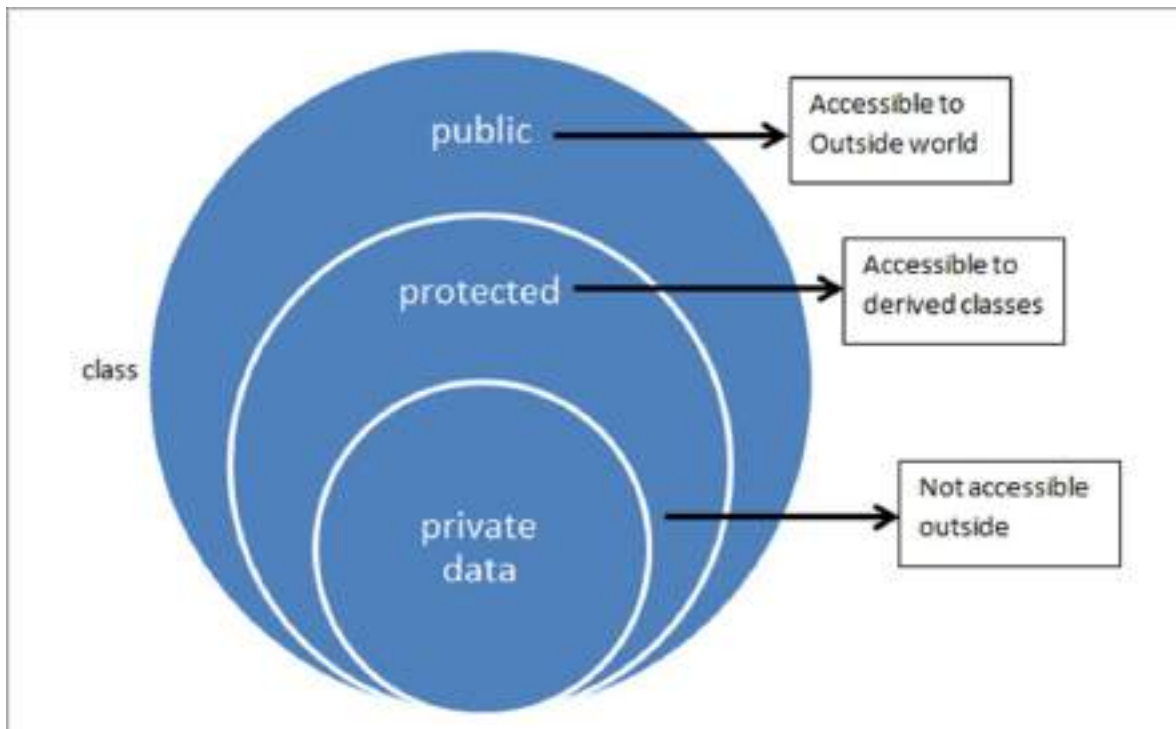 public
Accessible to
Outside world
protected
Accessible to
derived classes
class
private
data
Not accessible
outside